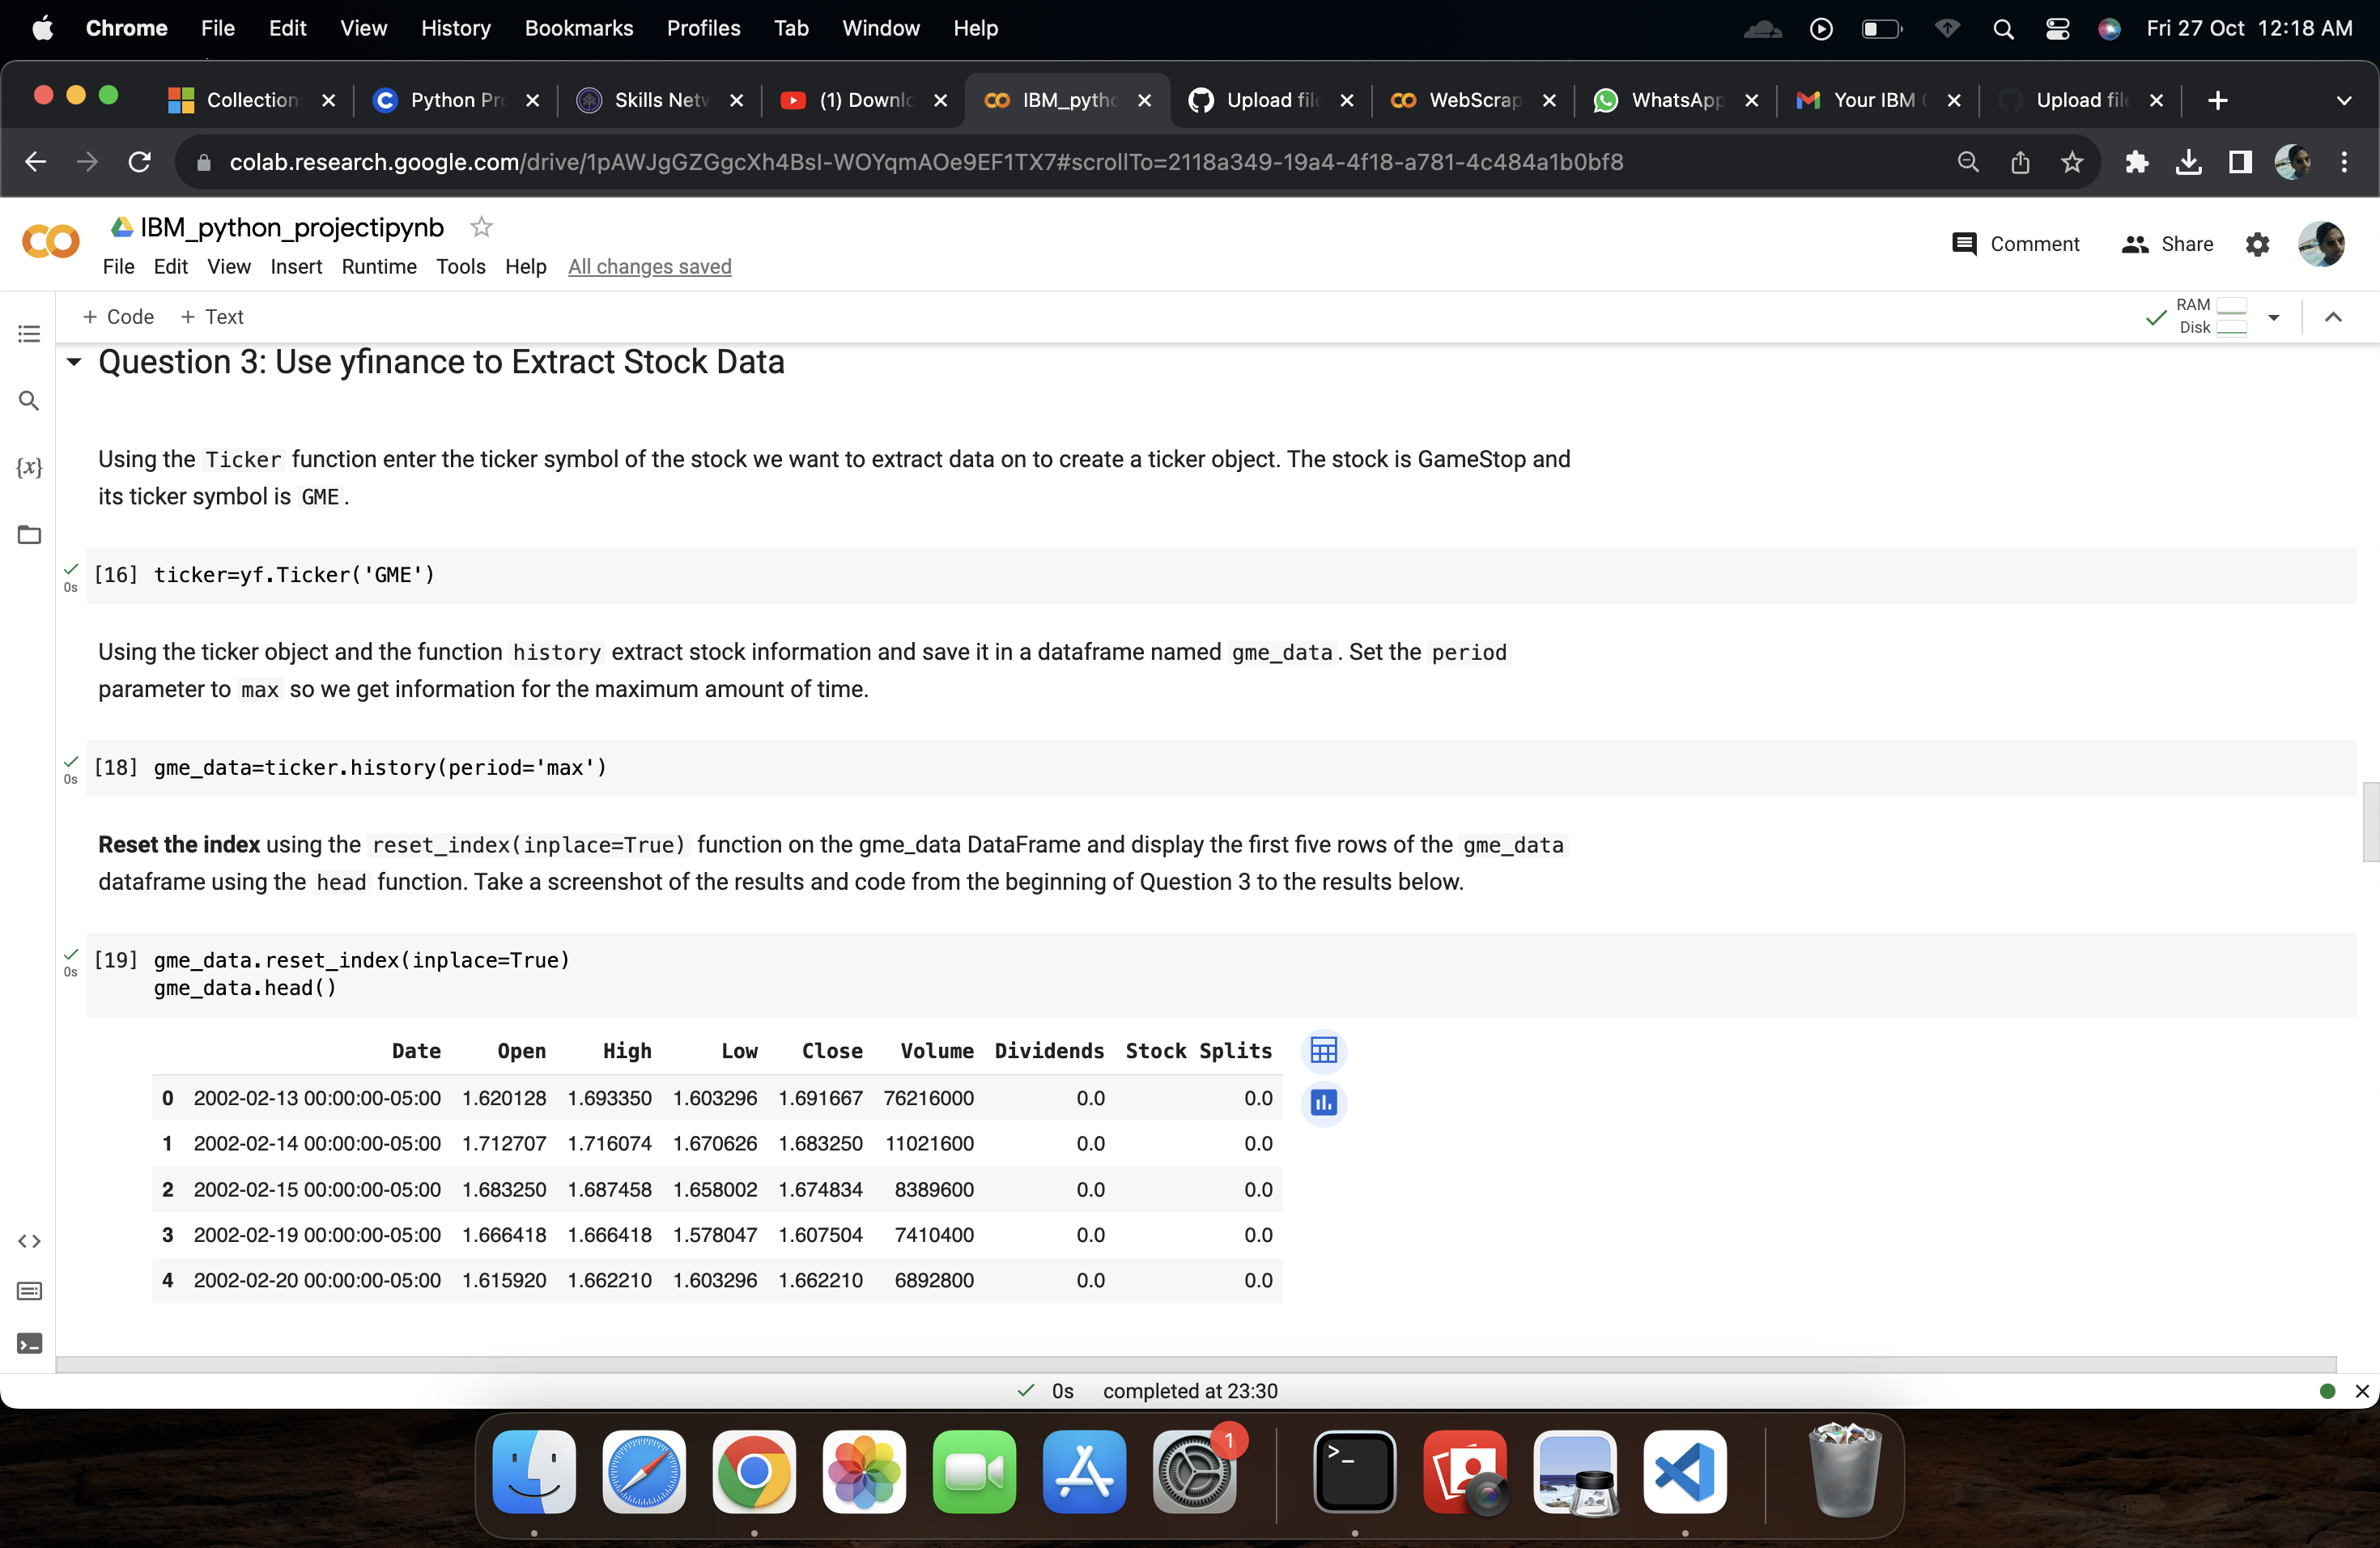 Chrome File Edit View History Bookmarks Profiles Tab Window Help Fri 27 Oct 12:18 AM
Collection Python Pro Skills Netw (1) Downlo IBM_pytho Upload file WebScrap WhatsApp Your IBM Upload file
colab.research.google.com/drive/1pAWJgGZGgcXh4BsI-WOYqmAOe9EF1TX7#scrollTo=2118a349-19a4-4f18-a781-4c484a1b0bf8
IBM_python_projectipynb
Comment Share
File Edit View Insert Runtime Tools Help All changes saved
+ Code + Text
RAM
Disk
Question 3: Use yfinance to Extract Stock Data
Using the Ticker function enter the ticker symbol of the stock we want to extract data on to create a ticker object. The stock is GameStop and
its ticker symbol is GME.
{x}
0s [16] ticker=yf.Ticker('GME')
Using the ticker object and the function history extract stock information and save it in a dataframe named gme_data. Set the period
parameter to max so we get information for the maximum amount of time.
0s [18] gme_data=ticker.history(period='max')
Reset the index using the reset_index(inplace=True) function on the gme_data DataFrame and display the first five rows of the gme_data
dataframe using the head function. Take a screenshot of the results and code from the beginning of Question 3 to the results below.
0s [19] gme_data.reset_index(inplace=True)
gme_data.head()
Date Open High Low Close Volume Dividends Stock Splits
0 2002-02-13 00:00:00-05:00 1.620128 1.693350 1.603296 1.691667 76216000 0.0 0.0
1 2002-02-14 00:00:00-05:00 1.712707 1.716074 1.670626 1.683250 11021600 0.0 0.0
2 2002-02-15 00:00:00-05:00 1.683250 1.687458 1.658002 1.674834 8389600 0.0 0.0
3 2002-02-19 00:00:00-05:00 1.666418 1.666418 1.578047 1.607504 7410400 0.0 0.0
4 2002-02-20 00:00:00-05:00 1.615920 1.662210 1.603296 1.662210 6892800 0.0 0.0
0s completed at 23:30
1